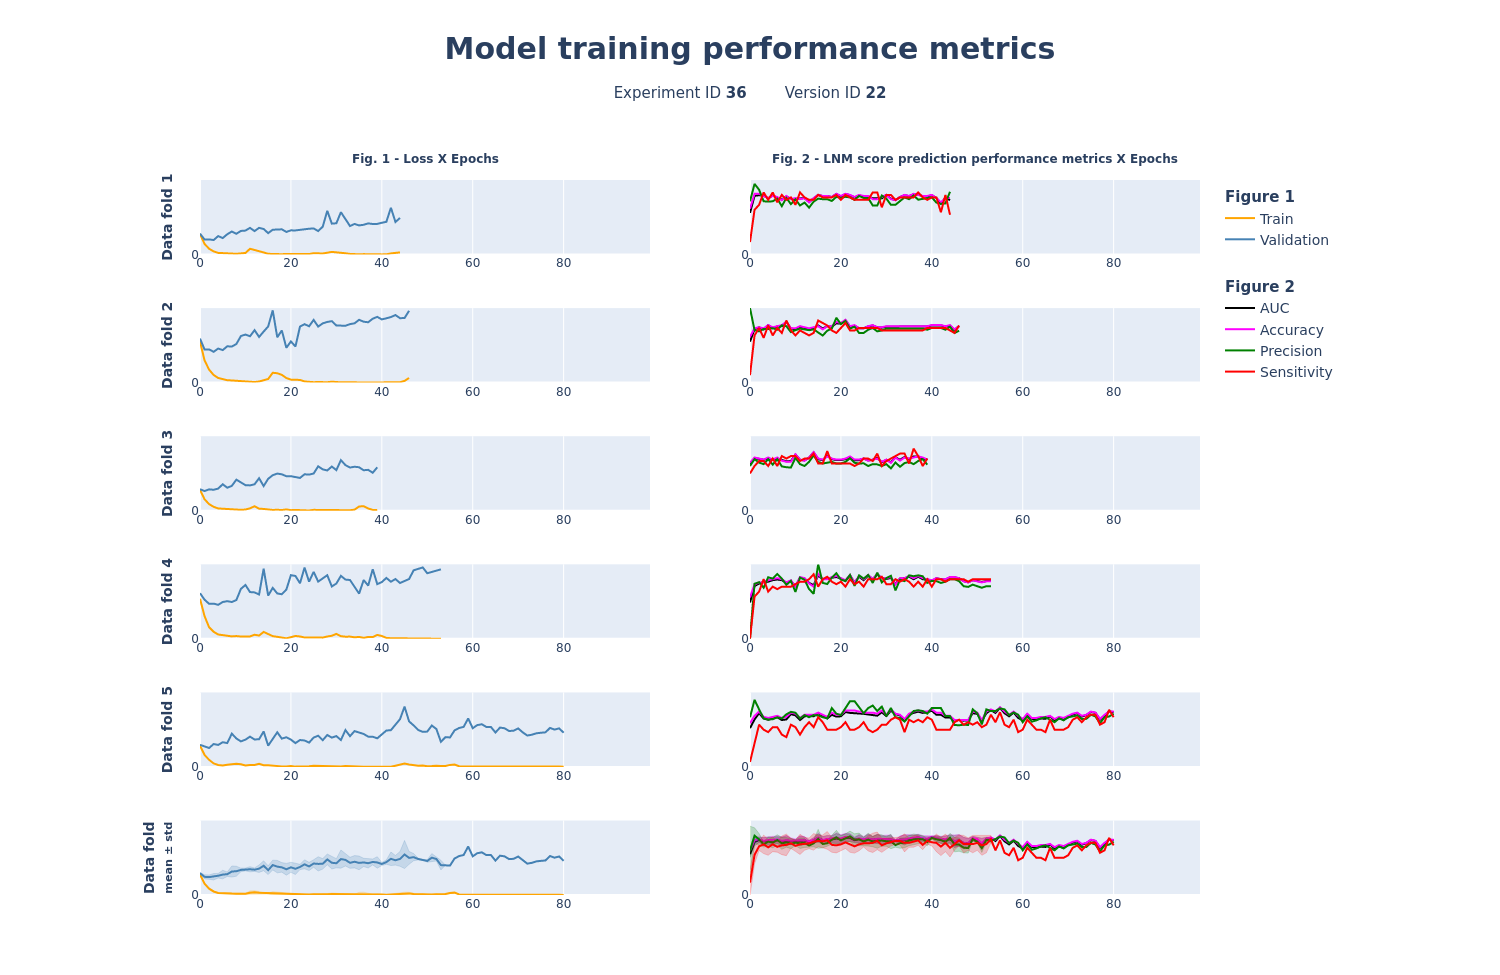 Model training performance metrics
Experiment ID 36 Version ID 22
Fig. 1 - Loss X Epochs
Fig. 2 - LNM score prediction performance metrics X Epochs
Data fold 1
0
0 20 40 60 80
0
0 20 40 60 80
Figure 1
Train
Validation
Figure 2
AUC
Accuracy
Precision
Sensitivity
Data fold 2
0
0 20 40 60 80
0
0 20 40 60 80
Data fold 3
0
0 20 40 60 80
0
0 20 40 60 80
Data fold 4
0
0 20 40 60 80
0
0 20 40 60 80
Data fold 5
0
0 20 40 60 80
0
0 20 40 60 80
Data fold
mean ± std
0
0 20 40 60 80
0
0 20 40 60 80